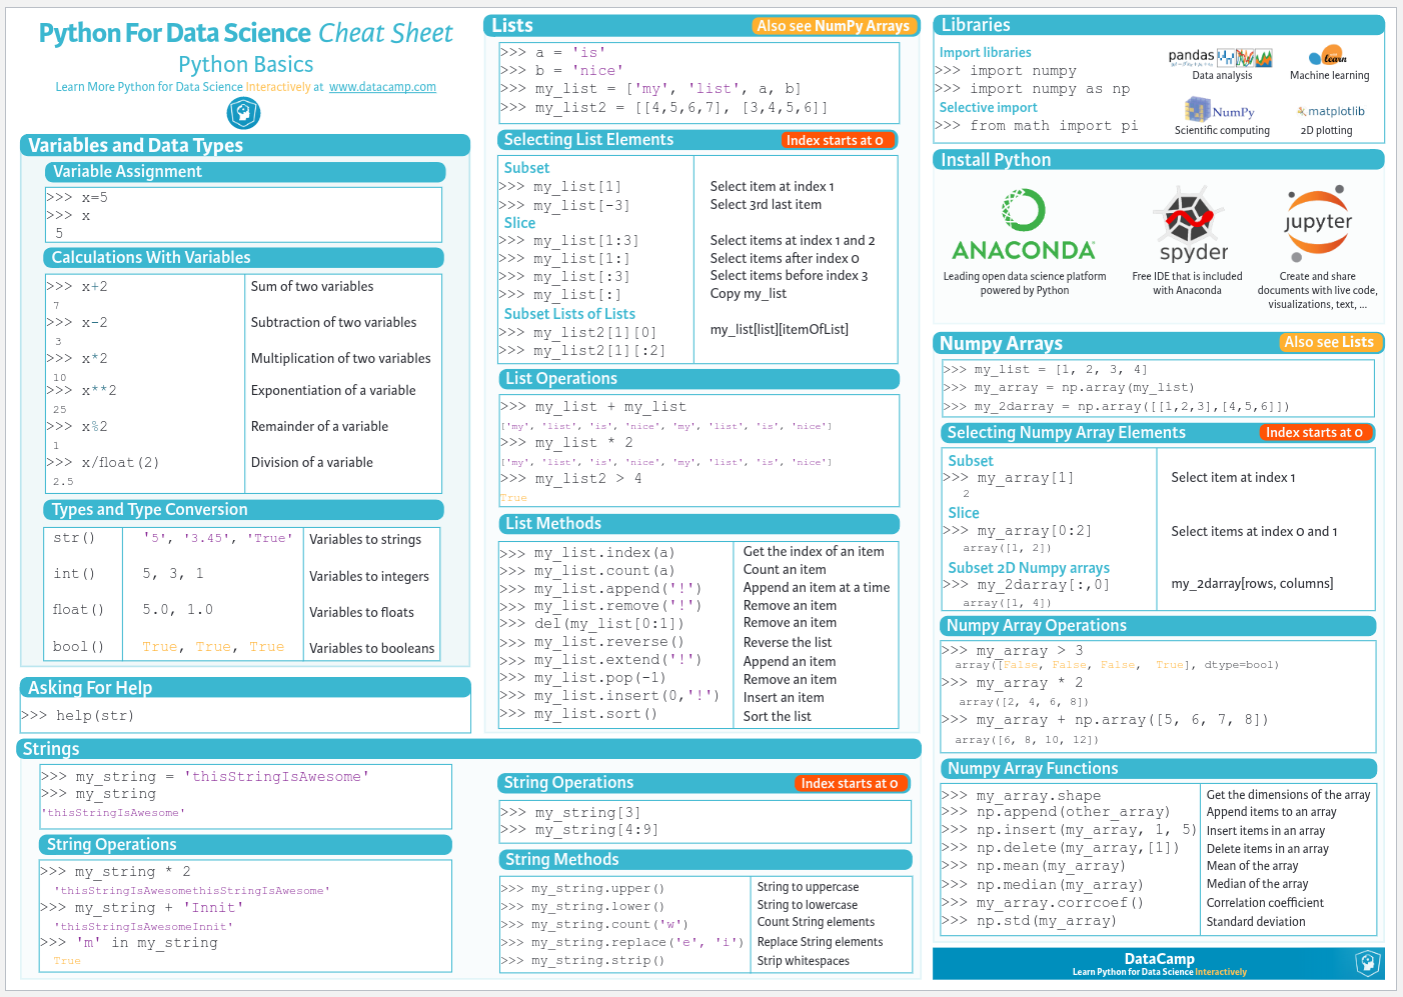 Python For Data Science Cheat Sheet
Python Basics
Learn More Python for Data Science Interactively at www.datacamp.com
Variables and Data Types
Variable Assignment
>>> x=5
>>> x
5
Calculations With Variables
>>> x+2 Sum of two variables
7
>>> x-2 Subtraction of two variables
3
>>> x*2 Multiplication of two variables
10
>>> x**2 Exponentiation of a variable
25
>>> x%2 Remainder of a variable
1
>>> x/float(2) Division of a variable
2.5
Types and Type Conversion
str() '5', '3.45', 'True' Variables to strings
int() 5, 3, 1 Variables to integers
float() 5.0, 1.0 Variables to floats
bool() True, True, True Variables to booleans
Asking For Help
>>> help(str)
Strings
>>> my_string = 'thisStringIsAwesome'
>>> my_string
'thisStringIsAwesome'
String Operations
>>> my_string * 2
'thisStringIsAwesomethisStringIsAwesome'
>>> my_string + 'Innit'
'thisStringIsAwesomeInnit'
>>> 'm' in my_string
True
Lists Also see NumPy Arrays
>>> a = 'is'
>>> b = 'nice'
>>> my_list = ['my', 'list', a, b]
>>> my_list2 = [[4,5,6,7], [3,4,5,6]]
Selecting List Elements Index starts at 0
Subset
>>> my_list[1] Select item at index 1
>>> my_list[-3] Select 3rd last item
Slice
>>> my_list[1:3] Select items at index 1 and 2
>>> my_list[1:] Select items after index 0
>>> my_list[:3] Select items before index 3
>>> my_list[:] Copy my_list
Subset Lists of Lists
>>> my_list2[1][0] my_list[list][itemOfList]
>>> my_list2[1][:2]
List Operations
>>> my_list + my_list
['my', 'list', 'is', 'nice', 'my', 'list', 'is', 'nice']
>>> my_list * 2
['my', 'list', 'is', 'nice', 'my', 'list', 'is', 'nice']
>>> my_list2 > 4
True
List Methods
>>> my_list.index(a) Get the index of an item
>>> my_list.count(a) Count an item
>>> my_list.append('!') Append an item at a time
>>> my_list.remove('!') Remove an item
>>> del(my_list[0:1]) Remove an item
>>> my_list.reverse() Reverse the list
>>> my_list.extend('!') Append an item
>>> my_list.pop(-1) Remove an item
>>> my_list.insert(0,'!') Insert an item
>>> my_list.sort() Sort the list
String Operations Index starts at 0
>>> my_string[3]
>>> my_string[4:9]
String Methods
>>> my_string.upper() String to uppercase
>>> my_string.lower() String to lowercase
>>> my_string.count('w') Count String elements
>>> my_string.replace('e', 'i') Replace String elements
>>> my_string.strip() Strip whitespaces
Libraries
Import libraries
>>> import numpy
>>> import numpy as np
Selective import
>>> from math import pi
pandas
Data analysis
learn
Machine learning
NumPy
Scientific computing
matplotlib
2D plotting
Install Python
ANACONDA
Leading open data science platform
powered by Python
spyder
Free IDE that is included
with Anaconda
jupyter
Create and share
documents with live code,
visualizations, text, ...
Numpy Arrays Also see Lists
>>> my_list = [1, 2, 3, 4]
>>> my_array = np.array(my_list)
>>> my_2darray = np.array([[1,2,3],[4,5,6]])
Selecting Numpy Array Elements Index starts at 0
Subset
>>> my_array[1] Select item at index 1
2
Slice
>>> my_array[0:2] Select items at index 0 and 1
array([1, 2])
Subset 2D Numpy arrays
>>> my_2darray[:,0] my_2darray[rows, columns]
array([1, 4])
Numpy Array Operations
>>> my_array > 3
array([False, False, False, True], dtype=bool)
>>> my_array * 2
array([2, 4, 6, 8])
>>> my_array + np.array([5, 6, 7, 8])
array([6, 8, 10, 12])
Numpy Array Functions
>>> my_array.shape Get the dimensions of the array
>>> np.append(other_array) Append items to an array
>>> np.insert(my_array, 1, 5) Insert items in an array
>>> np.delete(my_array,[1]) Delete items in an array
>>> np.mean(my_array) Mean of the array
>>> np.median(my_array) Median of the array
>>> my_array.corrcoef() Correlation coefficient
>>> np.std(my_array) Standard deviation
DataCamp
Learn Python for Data Science Interactively